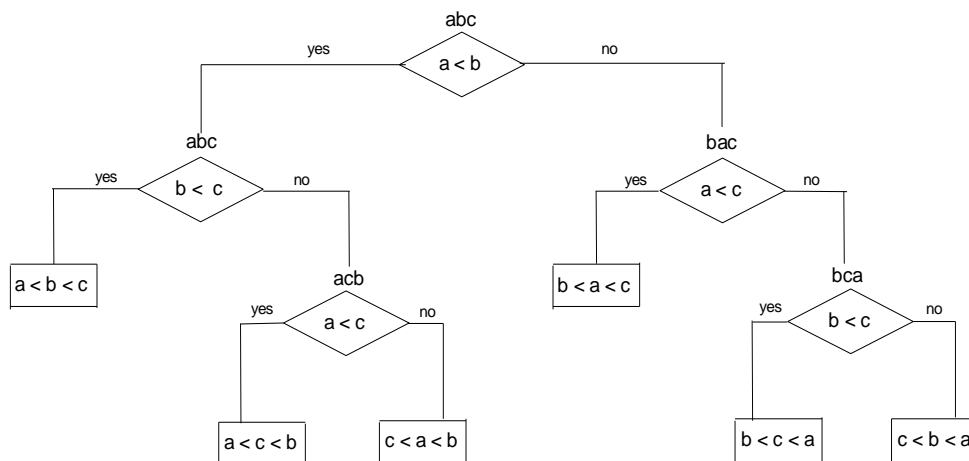 abc
yes
a < b
no
abc
bac
yes
b < c
no
yes
a < c
no
a < b < c
acb
b < a < c
bca
yes
a < c
no
yes
b < c
no
a < c < b
c < a < b
b < c < a
c < b < a